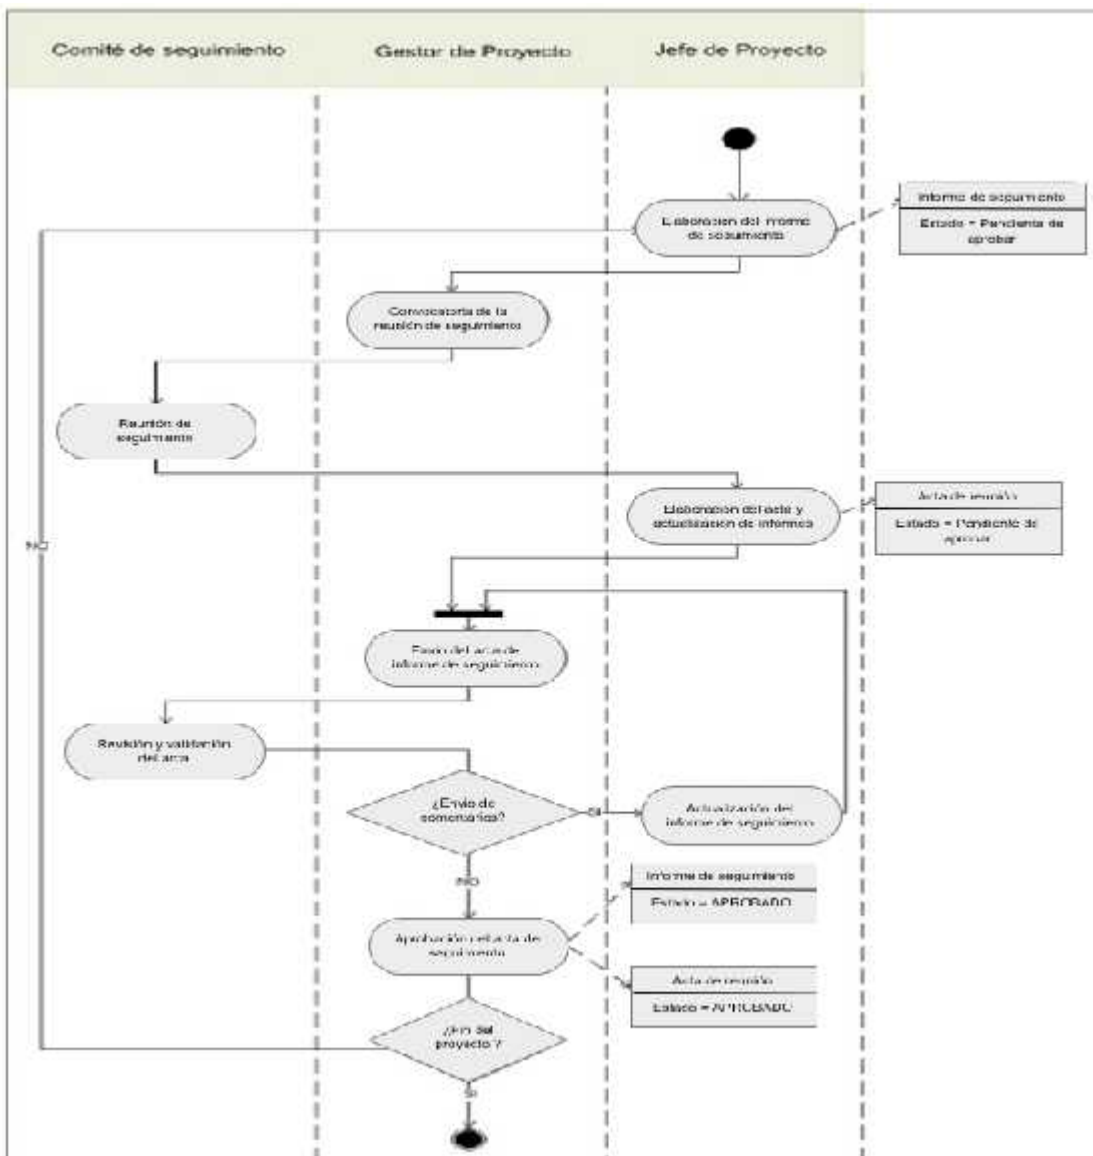 Comité de seguimiento
Gestor de Proyecto
Jefe de Proyecto
Elaboración del informe
de seguimiento
Informe de seguimiento
Estado = Pendiente de
aprobar
Convocatoria de la
reunión de seguimiento
Reunión de
seguimiento
Elaboración del acta y
actualización de informes
Acta de reunión
Estado = Pendiente de
aprobar
NO
Envío del acta de
informe de seguimiento
Revisión y validación
del acta
¿Envío de
comentarios?
SI
Actualización del
informe de seguimiento
NO
Informe de seguimiento
Estado = APROBADO
Aprobación del acta de
seguimiento
Acta de reunión
Estado = APROBADO
¿Fin del
proyecto?
SI